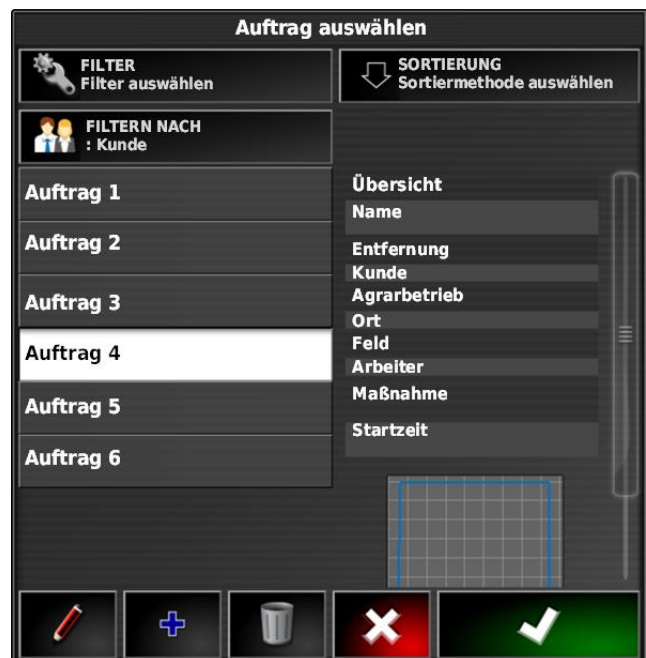 Auftrag auswählen
FILTER
Filter auswählen
SORTIERUNG
Sortiermethode auswählen
FILTERN NACH
: Kunde
Auftrag 1
Auftrag 2
Auftrag 3
Auftrag 4
Auftrag 5
Auftrag 6
Übersicht
Name
Entfernung
Kunde
Agrarbetrieb
Ort
Feld
Arbeiter
Maßnahme
Startzeit